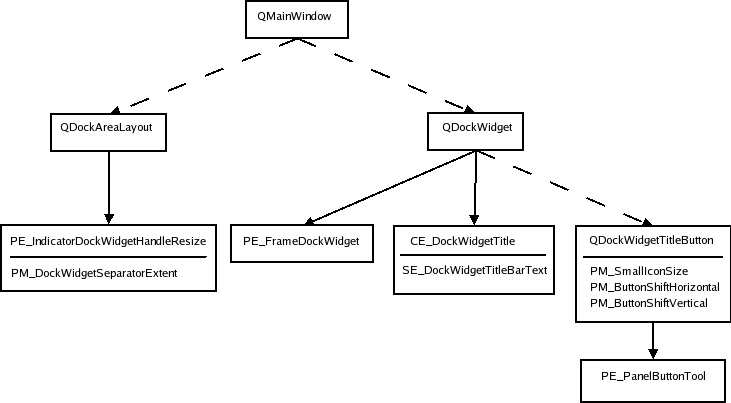 QMainWindow
QDockAreaLayout
QDockWidget
PE_IndicatorDockWidgetHandleResize
PM_DockWidgetSeparatorExtent
PE_FrameDockWidget
CE_DockWidgetTitle
SE_DockWidgetTitleBarText
QDockWidgetTitleButton
PM_SmallIconSize
PM_ButtonShiftHorizontal
PM_ButtonShiftVertical
PE_PanelButtonTool